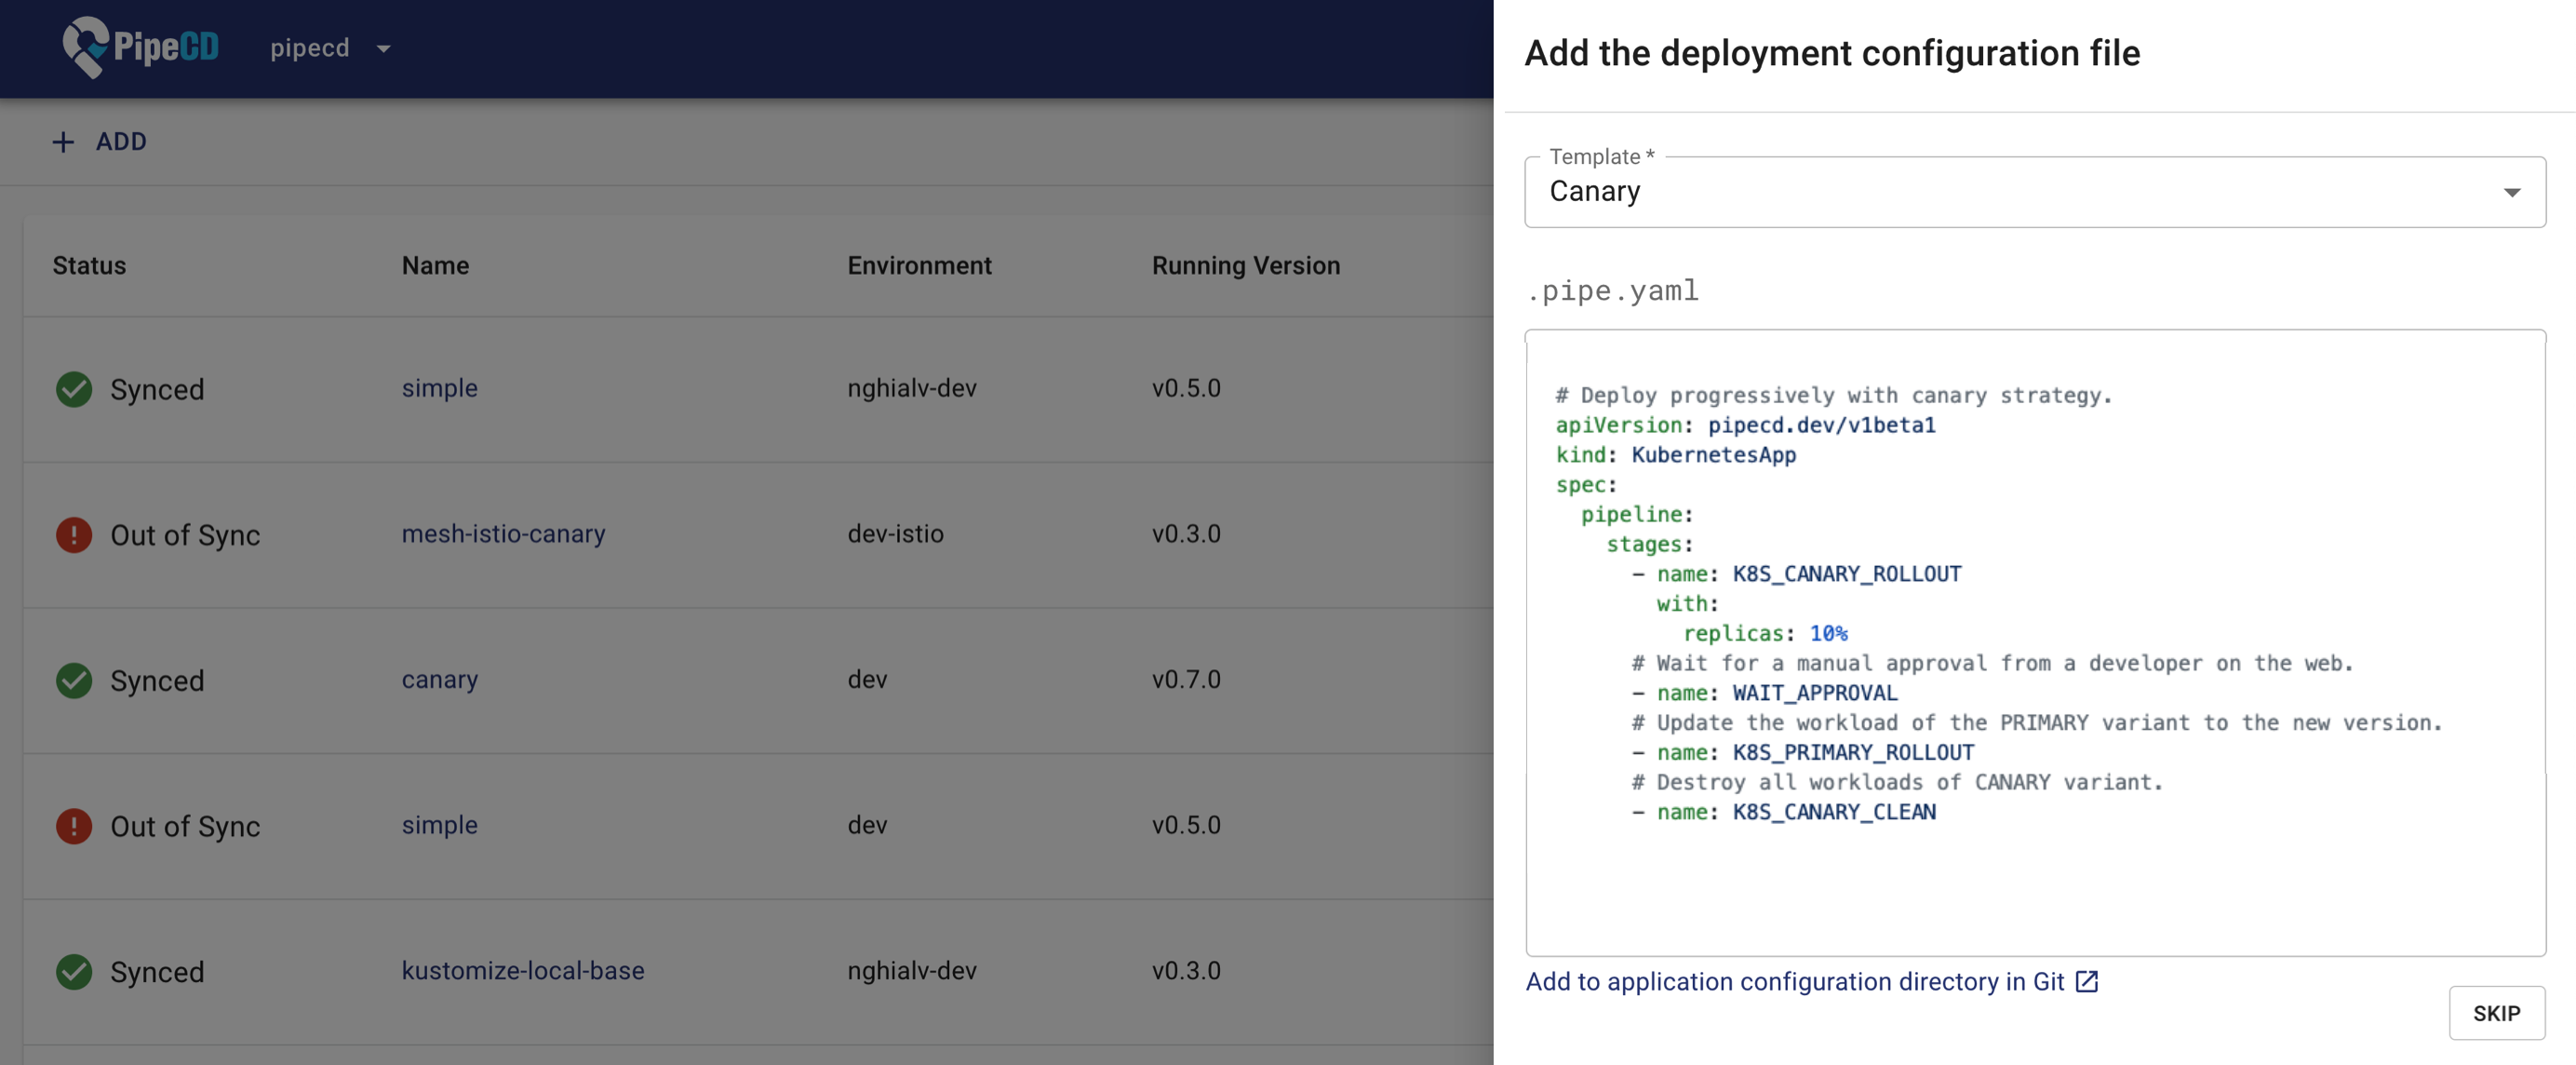 PipeCD
pipecd
+ ADD
Status Name Environment Running Version
Synced simple nghialv-dev v0.5.0
Out of Sync mesh-istio-canary dev-istio v0.3.0
Synced canary dev v0.7.0
Out of Sync simple dev v0.5.0
Synced kustomize-local-base nghialv-dev v0.3.0
Add the deployment configuration file
Template *
Canary
.pipe.yaml
# Deploy progressively with canary strategy.
apiVersion: pipecd.dev/v1beta1
kind: KubernetesApp
spec:
  pipeline:
    stages:
      - name: K8S_CANARY_ROLLOUT
        with:
          replicas: 10%
      # Wait for a manual approval from a developer on the web.
      - name: WAIT_APPROVAL
      # Update the workload of the PRIMARY variant to the new version.
      - name: K8S_PRIMARY_ROLLOUT
      # Destroy all workloads of CANARY variant.
      - name: K8S_CANARY_CLEAN
Add to application configuration directory in Git
SKIP